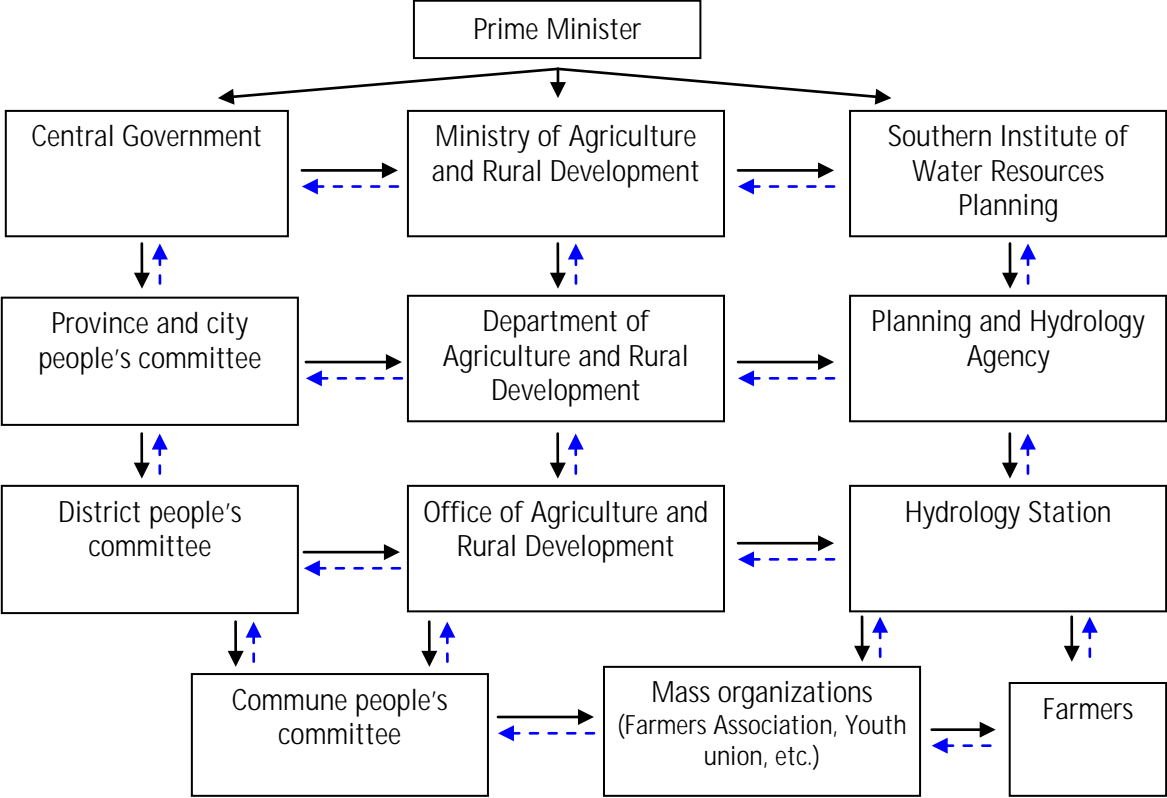 Prime Minister
Central Government
Ministry of Agriculture
and Rural Development
Southern Institute of
Water Resources
Planning
Province and city
people's committee
Department of
Agriculture and Rural
Development
Planning and Hydrology
Agency
District people's
committee
Office of Agriculture and
Rural Development
Hydrology Station
Commune people's
committee
Mass organizations
(Farmers Association, Youth
union, etc.)
Farmers